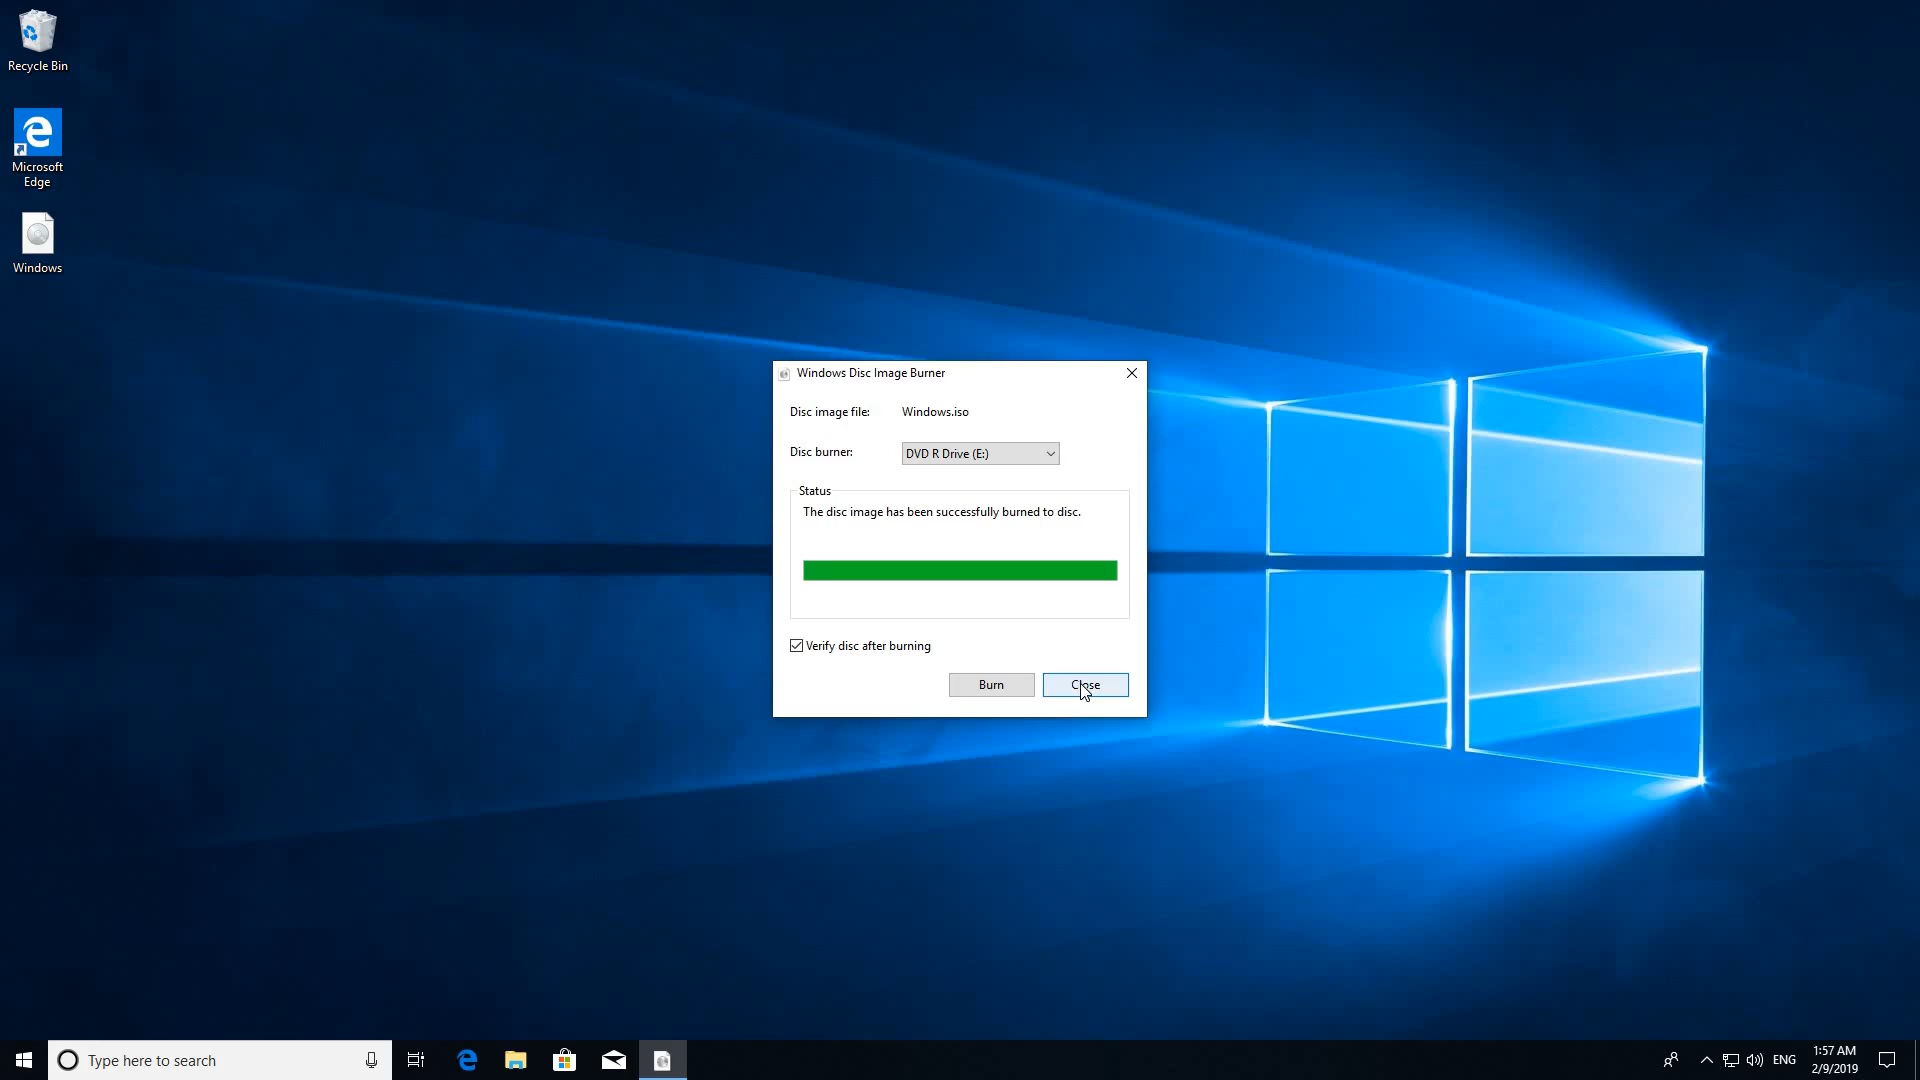 Recycle Bin
Microsoft
Edge
Windows
Windows Disc Image Burner
Disc image file: Windows.iso
Disc burner: DVD R Drive (E:)
Status
The disc image has been successfully burned to disc.
Verify disc after burning
Burn Close
Type here to search
ENG
1:57 AM
2/9/2019